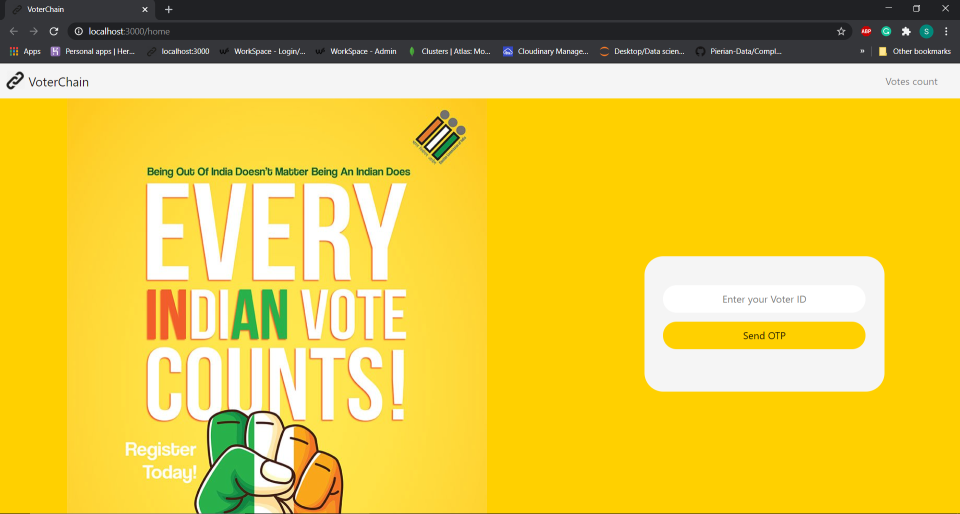 VoterChain
localhost:3000/home
Apps
Personal apps | Her...
localhost:3000
WorkSpace - Login/...
WorkSpace - Admin
Clusters | Atlas: Mo...
Cloudinary Manage...
Desktop/Data scien...
Pierian-Data/Compl...
»
Other bookmarks
ABP
S
VoterChain
Votes count
Being Out Of India Doesn't Matter Being An Indian Does
EVERY
INDIAN VOTE
COUNTS!
Register
Today!
Enter your Voter ID
Send OTP